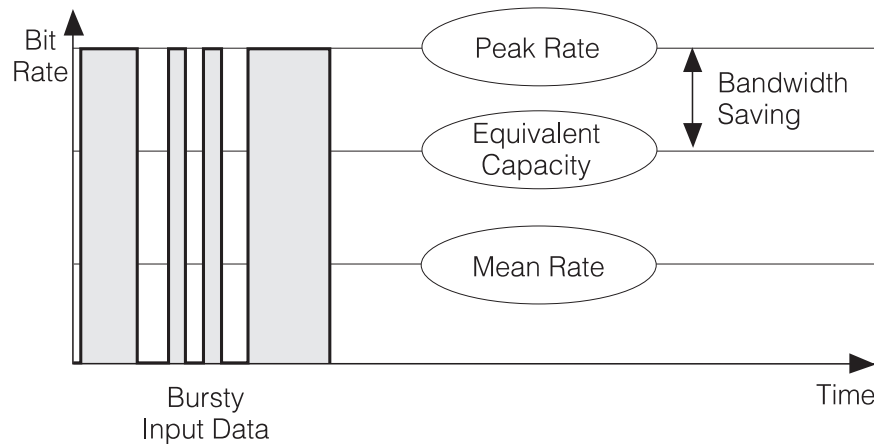 Bit
Rate
Peak Rate
Bandwidth
Saving
Equivalent
Capacity
Mean Rate
Time
Bursty
Input Data